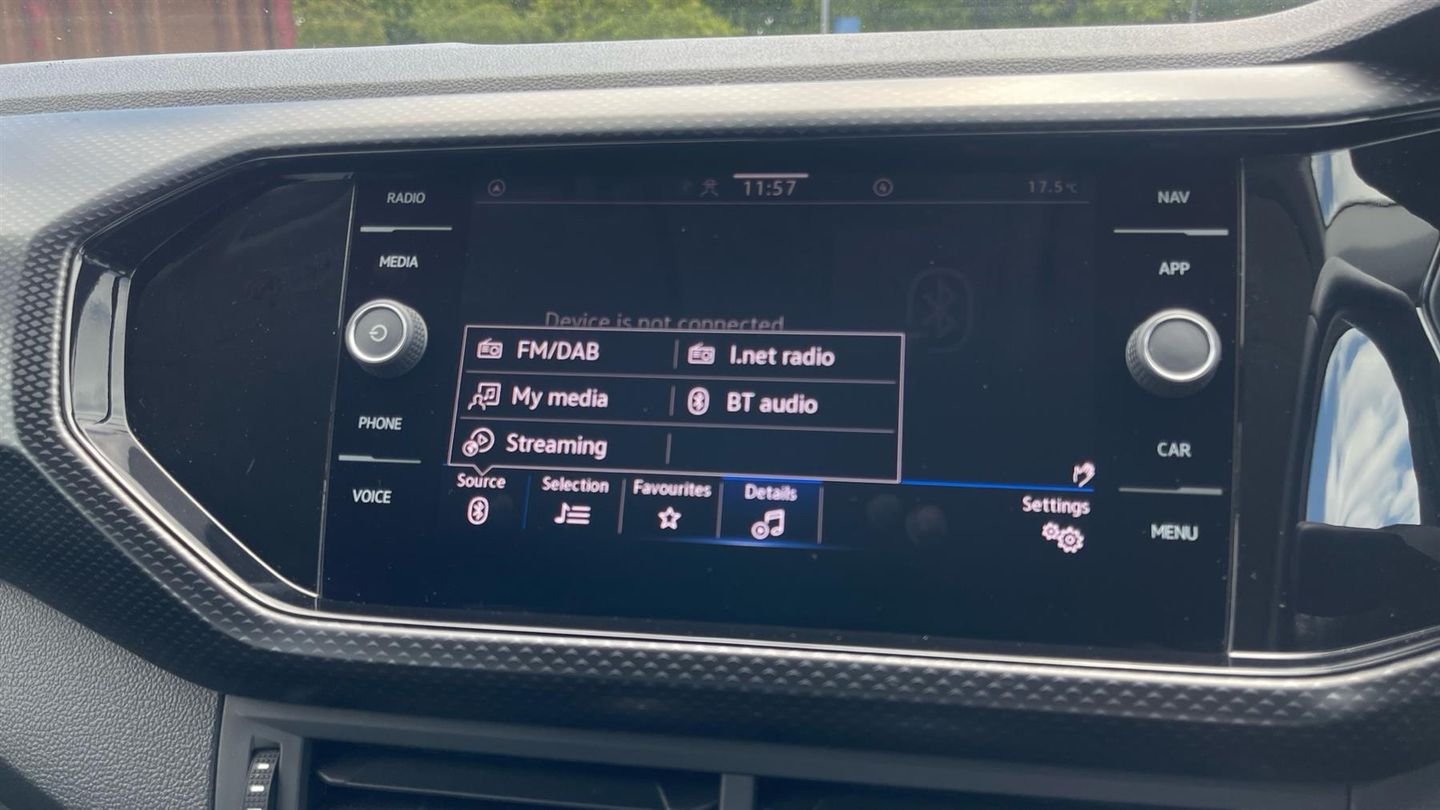 RADIO
MEDIA
PHONE
VOICE
11:57
17.5°C
Device is not connected.
FM/DAB
I.net radio
My media
BT audio
Streaming
Source
Selection
Favourites
Details
Settings
NAV
APP
CAR
MENU